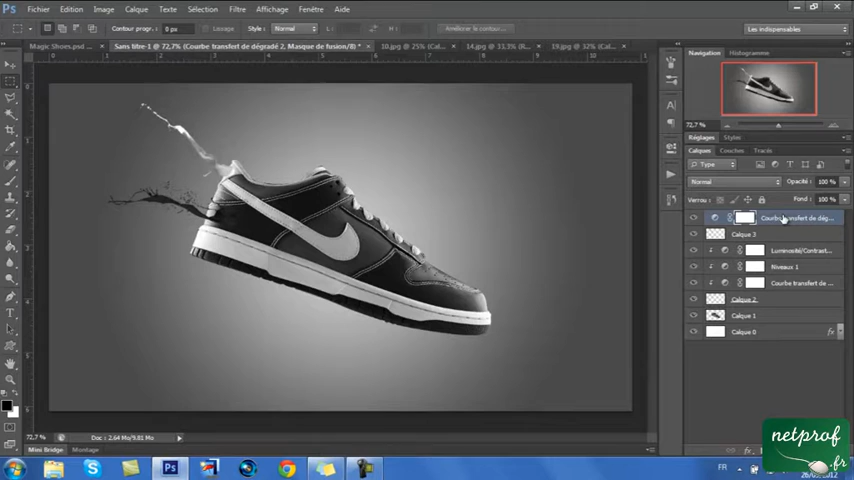 Ps Fichier Edition Image Calque Texte Sélection Filtre Affichage Fenêtre Aide
Contour progr. : 0 px Lissage Style : Normal Améliorer le contour... Les indispensables
Magic Shoes.psd ... × Sans titre-1 @ 72,7% (Courbe transfert de dégradé 2, Masque de fusion/8) * × 10.jpg @ 25% (Cal... × 14.jpg @ 33,3% (R... × 19.jpg @ 32% (Cal... ×
Navigation Histogramme
72,7%
Réglages Styles
Calques Couches Tracés
Type
Normal Opacité : 100 %
Verrou : Fond : 100 %
Courbe transfert de dég...
Calque 3
Luminosité/Contrast...
Niveaux 1
Courbe transfert de ...
Calque 2
Calque 1
Calque 0 fx
72,7% Doc : 2.64 Mo/9.81 Mo
Mini Bridge Montage
FR
netprof
.fr